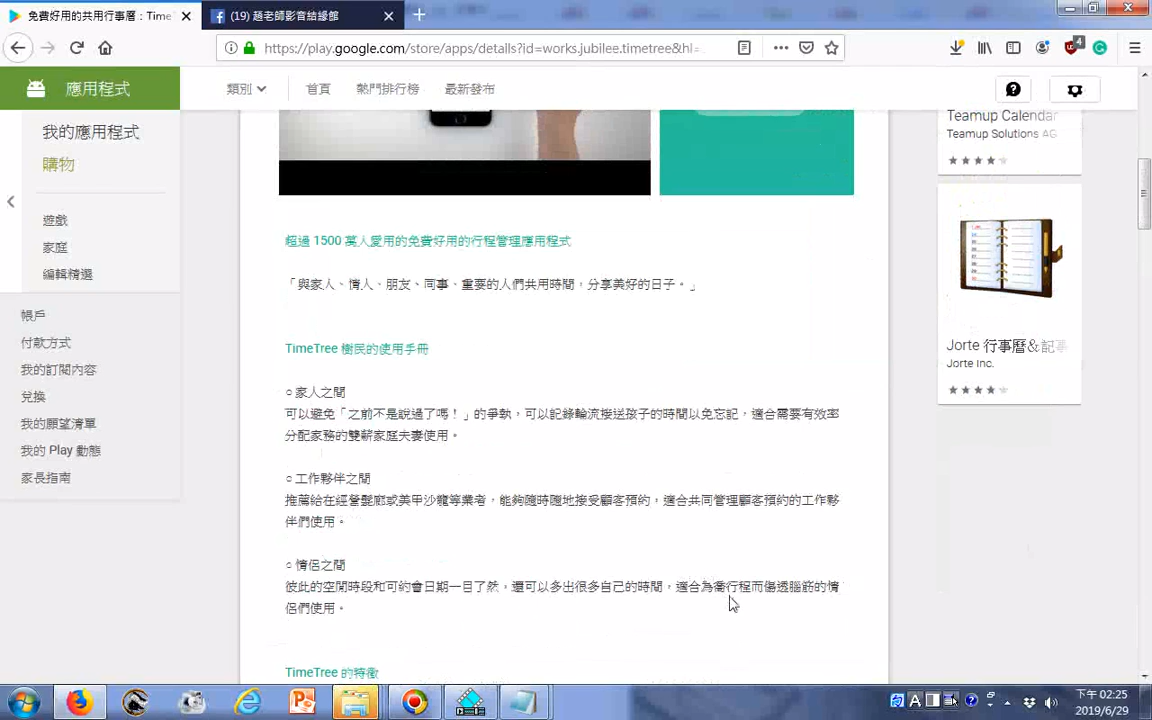 免費好用的共用行事曆：Time
(19) 趙老師影音結緣館
https://play.google.com/store/apps/details?id=works.jubilee.timetree&hl=
4
應用程式
類別
首頁
熱門排行榜
最新發布
我的應用程式
購物
遊戲
家庭
編輯精選
帳戶
付款方式
我的訂閱內容
兌換
我的願望清單
我的 Play 動態
家長指南
超過 1500 萬人愛用的免費好用的行程管理應用程式
「與家人、情人、朋友、同事、重要的人們共用時間，分享美好的日子。」
TimeTree 樹民的使用手冊
○ 家人之間
可以避免「之前不是說過了嗎！」的爭執，可以記錄輪流接送孩子的時間以免忘記，適合需要有效率
分配家務的雙薪家庭夫妻使用。
○ 工作夥伴之間
推薦給在經營髮廊或美甲沙龍等業者，能夠隨時隨地接受顧客預約，適合共同管理顧客預約的工作夥
伴們使用。
○ 情侶之間
彼此的空閒時段和可約會日期一目了然，還可以多出很多自己的時間，適合為喬行程而傷透腦筋的情
侶們使用。
TimeTree 的特徵
Teamup Calendar
Teamup Solutions AG
Jorte 行事曆＆記事
Jorte Inc.
下午 02:25
2019/6/29